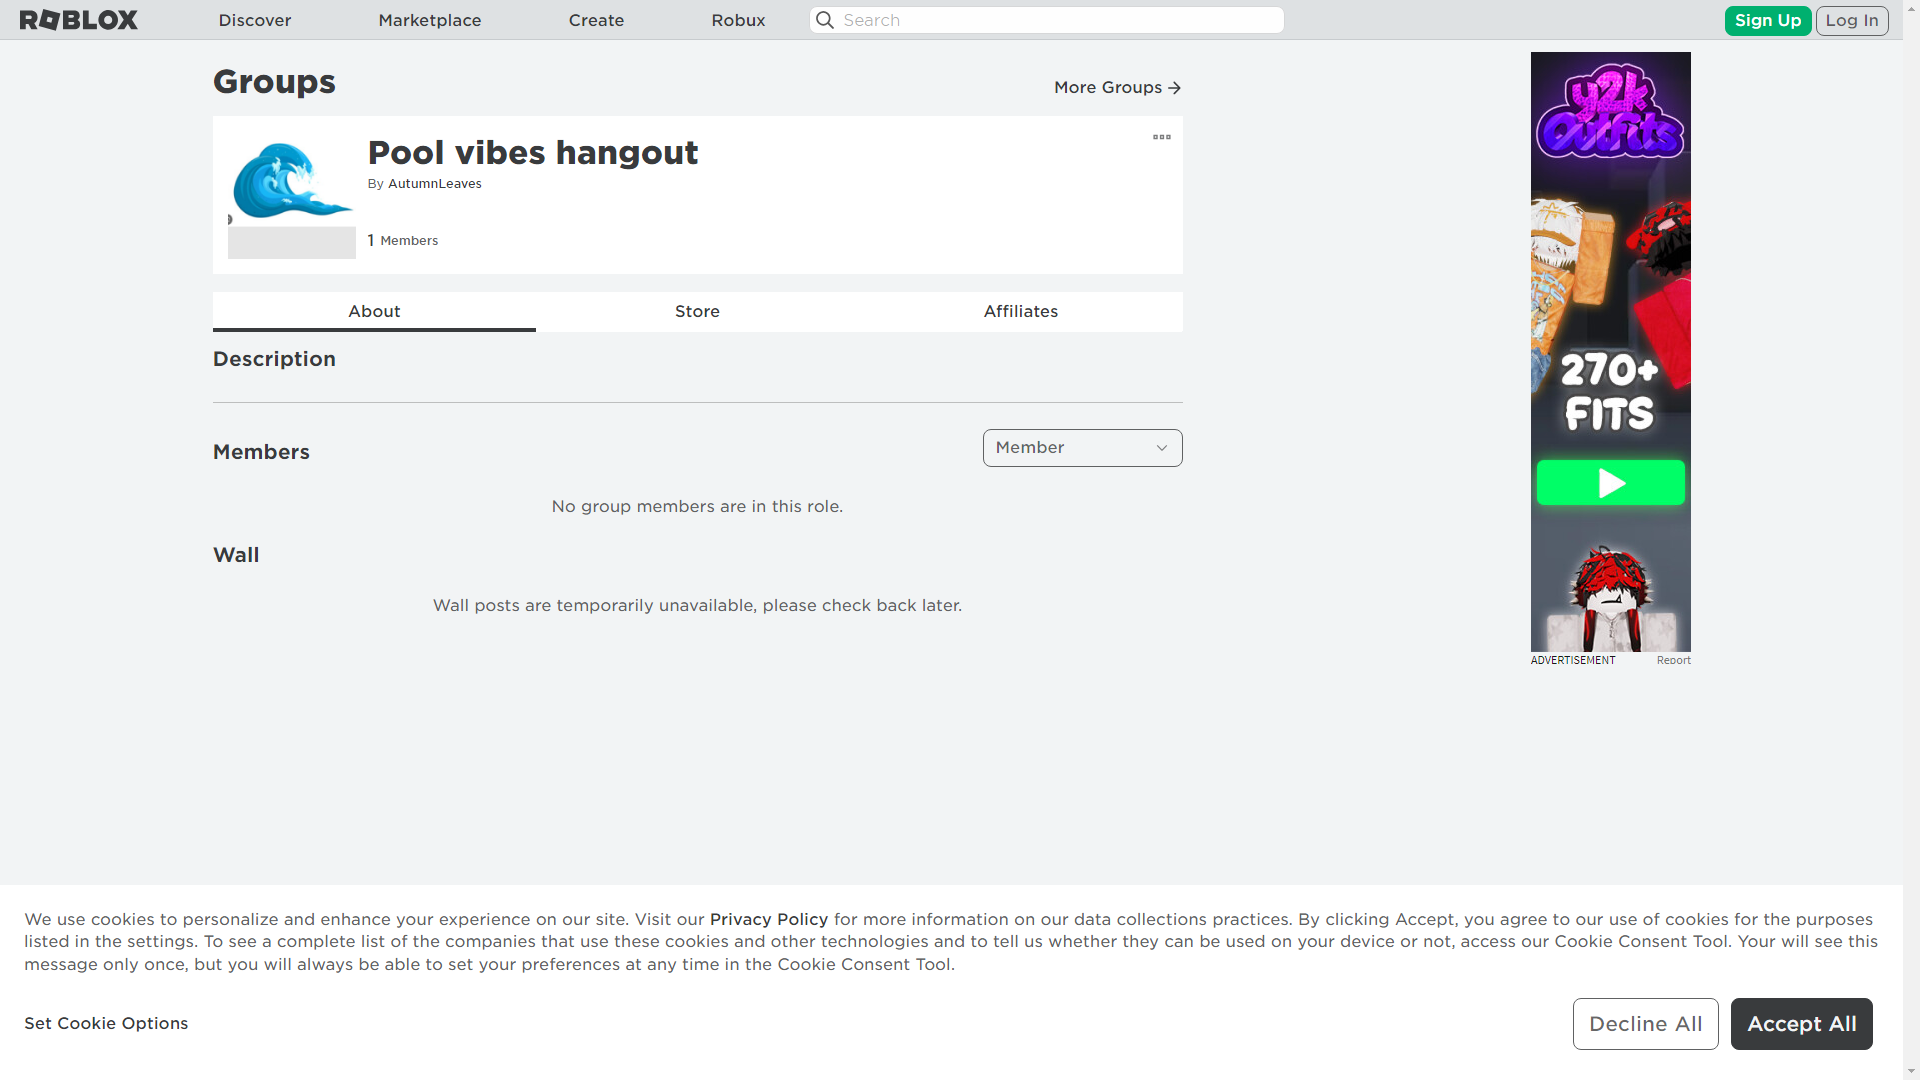 ROBLOX Discover Marketplace Create Robux Search Sign Up Log In
Groups
More Groups
Pool vibes hangout
By AutumnLeaves
1 Members
About Store Affiliates
Description
Members
Member
No group members are in this role.
Wall
Wall posts are temporarily unavailable, please check back later.
y2k
Outfits
270+
FITS
ADVERTISEMENT Report
We use cookies to personalize and enhance your experience on our site. Visit our Privacy Policy for more information on our data collections practices. By clicking Accept, you agree to our use of cookies for the purposes
listed in the settings. To see a complete list of the companies that use these cookies and other technologies and to tell us whether they can be used on your device or not, access our Cookie Consent Tool. Your will see this
message only once, but you will always be able to set your preferences at any time in the Cookie Consent Tool.
Set Cookie Options
Decline All
Accept All